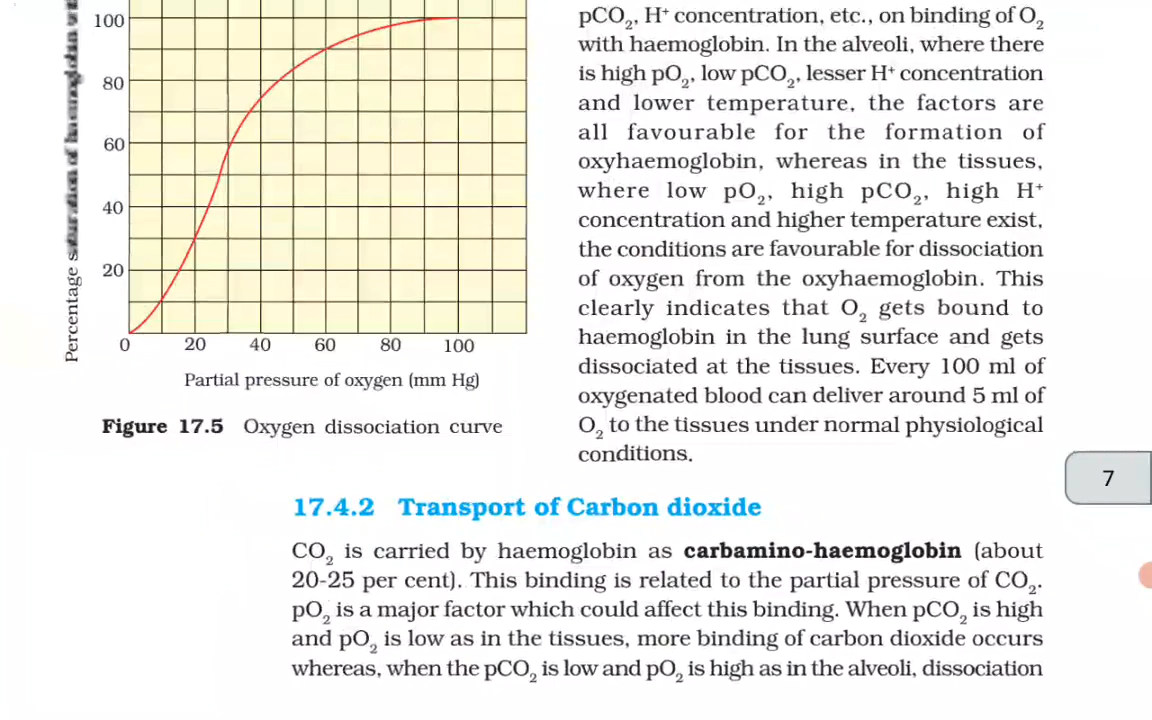 Percentage saturation of haemoglobin with
100
80
60
40
20
0 20 40 60 80 100
Partial pressure of oxygen (mm Hg)
Figure 17.5 Oxygen dissociation curve
pCO₂, H⁺ concentration, etc., on binding of O₂
with haemoglobin. In the alveoli, where there
is high pO₂, low pCO₂, lesser H⁺ concentration
and lower temperature, the factors are
all favourable for the formation of
oxyhaemoglobin, whereas in the tissues,
where low pO₂, high pCO₂, high H⁺
concentration and higher temperature exist,
the conditions are favourable for dissociation
of oxygen from the oxyhaemoglobin. This
clearly indicates that O₂ gets bound to
haemoglobin in the lung surface and gets
dissociated at the tissues. Every 100 ml of
oxygenated blood can deliver around 5 ml of
O₂ to the tissues under normal physiological
conditions.
7
17.4.2 Transport of Carbon dioxide
CO₂ is carried by haemoglobin as carbamino-haemoglobin (about
20-25 per cent). This binding is related to the partial pressure of CO₂.
pO₂ is a major factor which could affect this binding. When pCO₂ is high
and pO₂ is low as in the tissues, more binding of carbon dioxide occurs
whereas, when the pCO₂ is low and pO₂ is high as in the alveoli, dissociation